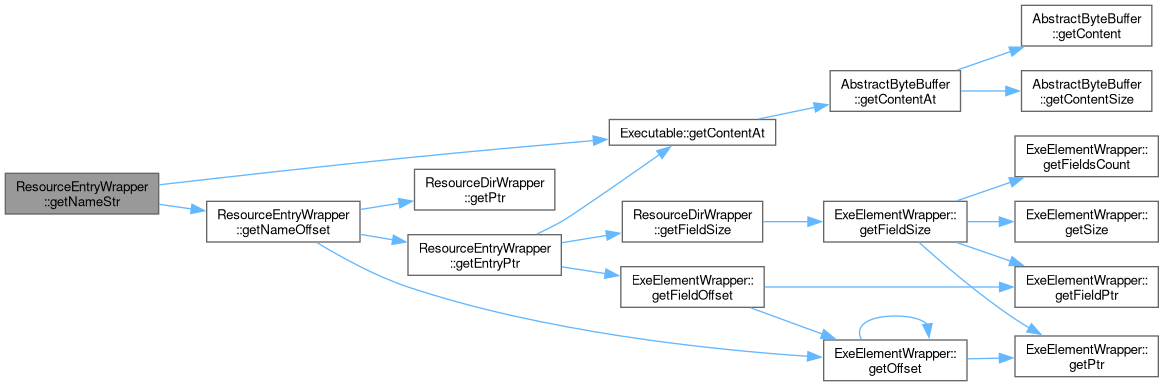 ResourceEntryWrapper
::getNameStr
ResourceEntryWrapper
::getNameOffset
ResourceDirWrapper
::getPtr
ResourceEntryWrapper
::getEntryPtr
Executable::getContentAt
ResourceDirWrapper
::getFieldSize
ExeElementWrapper::
getFieldOffset
AbstractByteBuffer
::getContentAt
ExeElementWrapper::
getFieldSize
ExeElementWrapper::
getOffset
AbstractByteBuffer
::getContent
AbstractByteBuffer
::getContentSize
ExeElementWrapper::
getFieldsCount
ExeElementWrapper::
getSize
ExeElementWrapper::
getFieldPtr
ExeElementWrapper::
getPtr